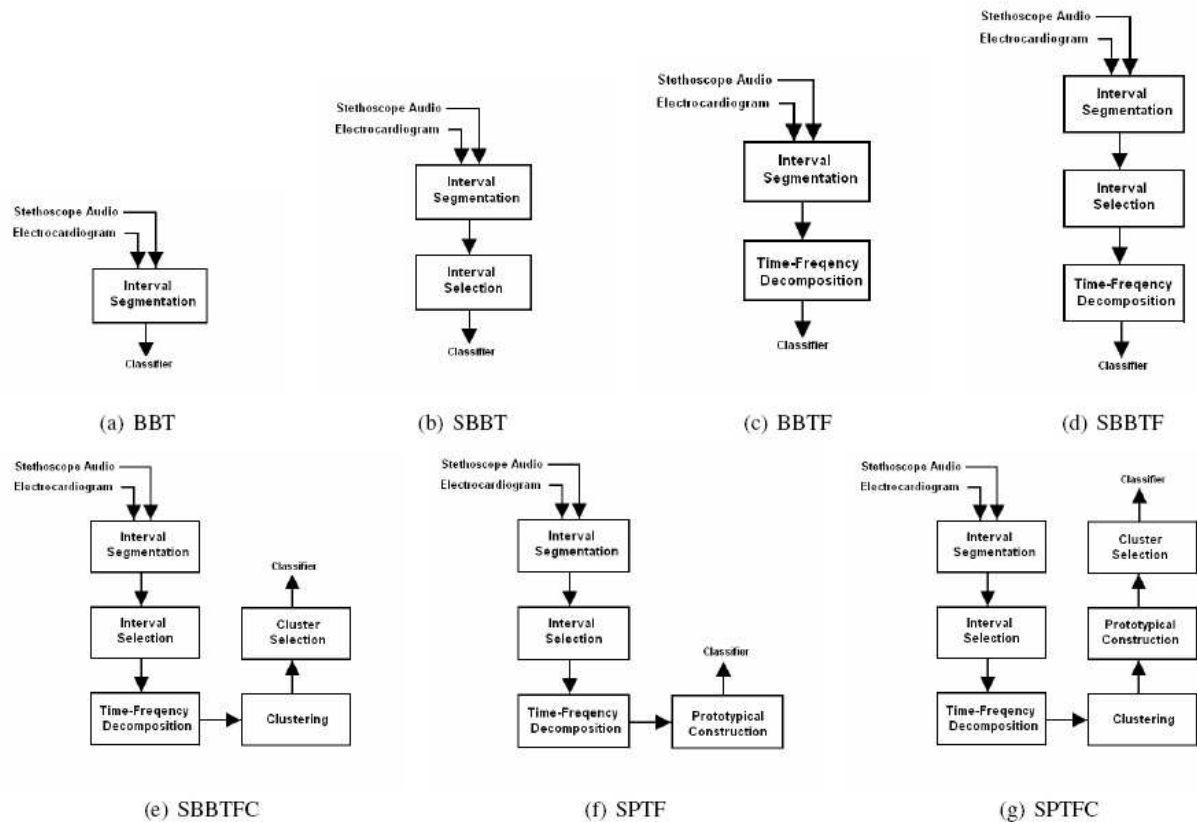 Stethoscope Audio
Electrocardiogram
Interval
Segmentation
Classifier
(a) BBT
Stethoscope Audio
Electrocardiogram
Interval
Segmentation
Interval
Selection
Classifier
(b) SBBT
Stethoscope Audio
Electrocardiogram
Interval
Segmentation
Time-Freqency
Decomposition
Classifier
(c) BBTF
Stethoscope Audio
Electrocardiogram
Interval
Segmentation
Interval
Selection
Time-Freqency
Decomposition
Classifier
(d) SBBTF
Stethoscope Audio
Electrocardiogram
Interval
Segmentation
Interval
Selection
Time-Freqency
Decomposition
Clustering
Cluster
Selection
Classifier
(e) SBBTFC
Stethoscope Audio
Electrocardiogram
Interval
Segmentation
Interval
Selection
Time-Freqency
Decomposition
Prototypical
Construction
Classifier
(f) SPTF
Stethoscope Audio
Electrocardiogram
Interval
Segmentation
Interval
Selection
Time-Freqency
Decomposition
Clustering
Prototypical
Construction
Cluster
Selection
Classifier
(g) SPTFC